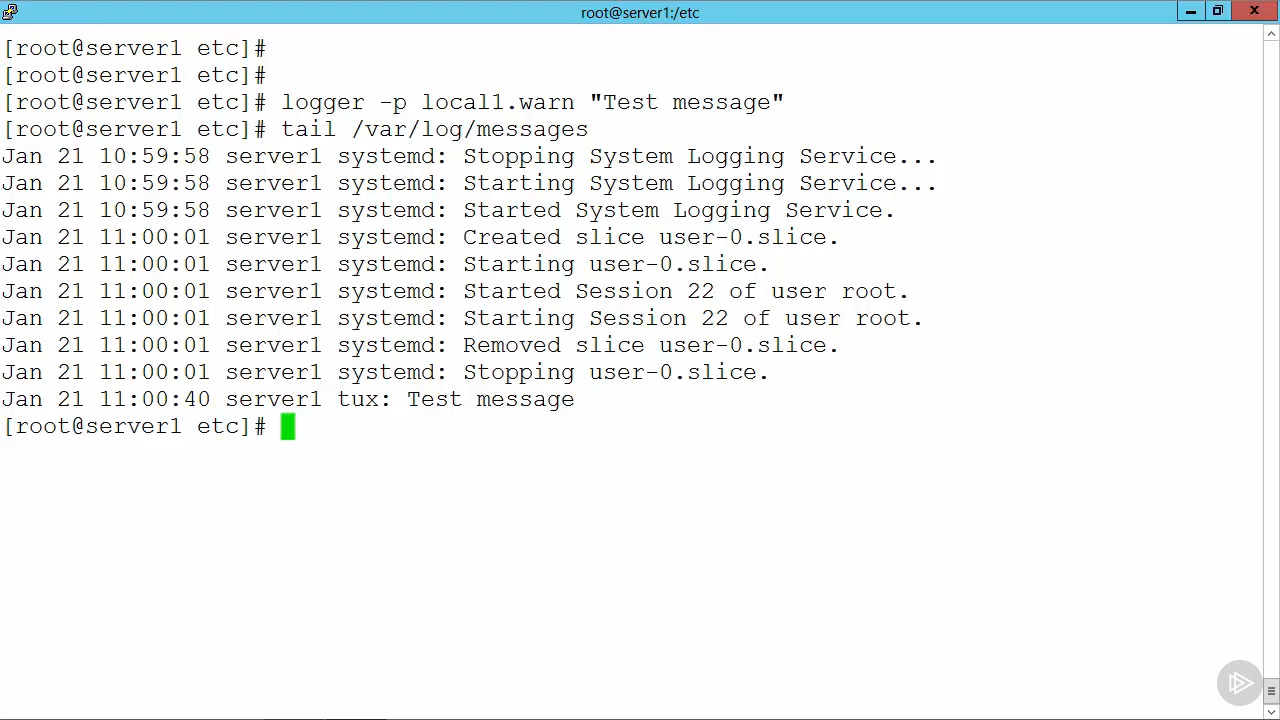 root@server1:/etc
[root@server1 etc]#
[root@server1 etc]#
[root@server1 etc]# logger -p local1.warn "Test message"
[root@server1 etc]# tail /var/log/messages
Jan 21 10:59:58 server1 systemd: Stopping System Logging Service...
Jan 21 10:59:58 server1 systemd: Starting System Logging Service...
Jan 21 10:59:58 server1 systemd: Started System Logging Service.
Jan 21 11:00:01 server1 systemd: Created slice user-0.slice.
Jan 21 11:00:01 server1 systemd: Starting user-0.slice.
Jan 21 11:00:01 server1 systemd: Started Session 22 of user root.
Jan 21 11:00:01 server1 systemd: Starting Session 22 of user root.
Jan 21 11:00:01 server1 systemd: Removed slice user-0.slice.
Jan 21 11:00:01 server1 systemd: Stopping user-0.slice.
Jan 21 11:00:40 server1 tux: Test message
[root@server1 etc]#